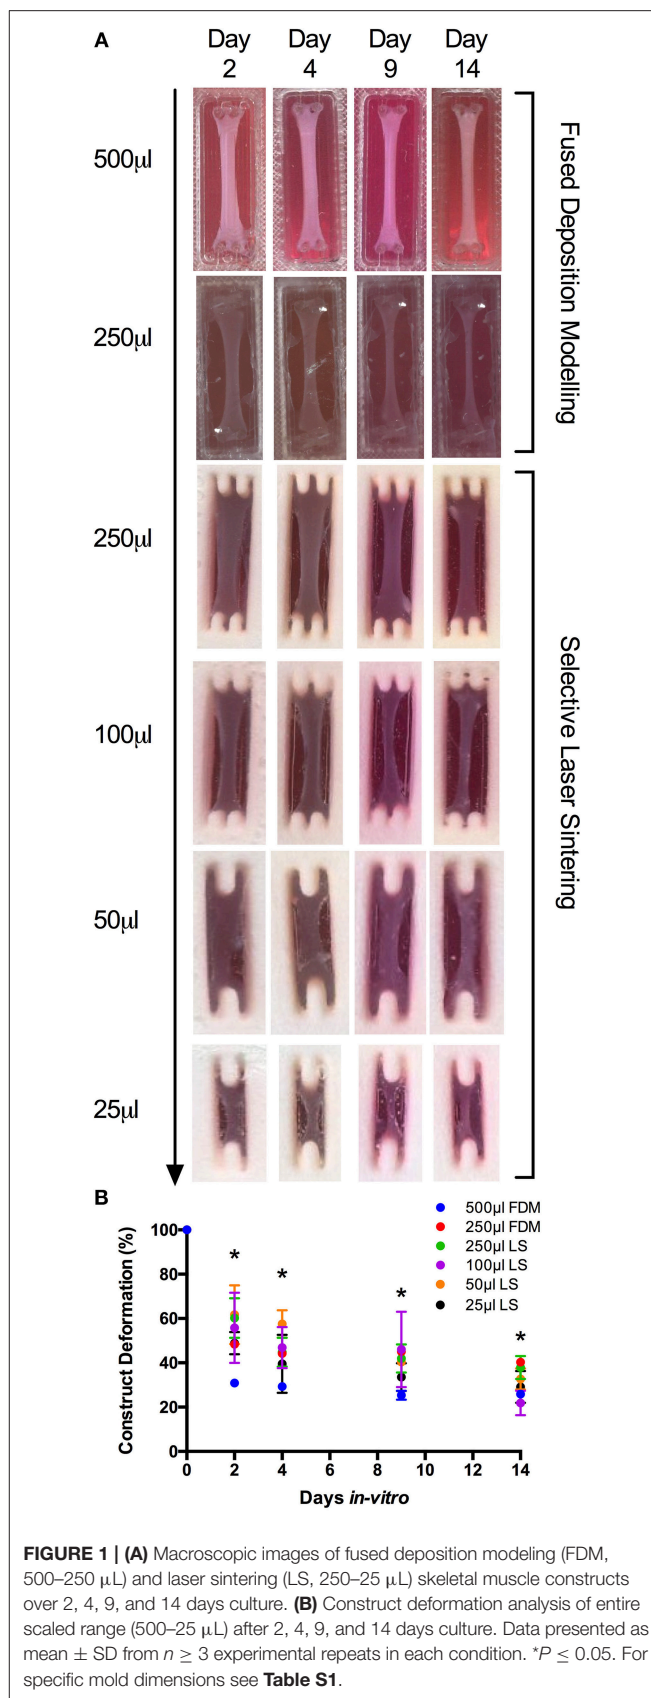 A
Day 2
Day 4
Day 9
Day 14
500μl
250μl
Fused Deposition Modelling
250μl
100μl
50μl
25μl
Selective Laser Sintering
B
500μl FDM
250μl FDM
250μl LS
100μl LS
50μl LS
25μl LS
100
80
60
40
20
0
* * * *
Construct Deformation (%)
0 2 4 6 8 10 12 14
Days in-vitro
FIGURE 1 | (A) Macroscopic images of fused deposition modeling (FDM,
500–250 μL) and laser sintering (LS, 250–25 μL) skeletal muscle constructs
over 2, 4, 9, and 14 days culture. (B) Construct deformation analysis of entire
scaled range (500–25 μL) after 2, 4, 9, and 14 days culture. Data presented as
mean ± SD from n ≥ 3 experimental repeats in each condition. *P ≤ 0.05. For
specific mold dimensions see Table S1.